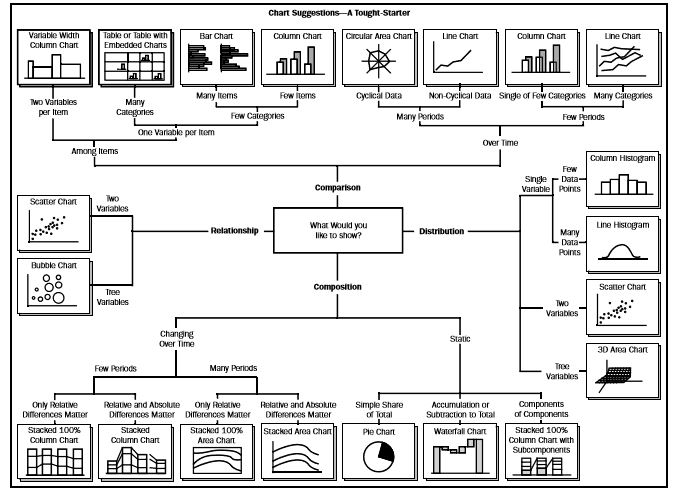 Chart Suggestions—A Tought-Starter
Variable Width
Column Chart
Table or Table with
Embedded Charts
Bar Chart
Column Chart
Circular Area Chart
Line Chart
Column Chart
Line Chart
Two Variables
per Item
Many
Categories
Many Items
Few Items
Cyclical Data
Non-Cyclical Data
Single of Few Categories
Many Categories
Few Categories
Many Periods
Few Periods
One Variable per Item
Among Items
Over Time
Comparison
What Would you
like to show?
Relationship
Distribution
Composition
Scatter Chart
Two
Variables
Bubble Chart
Tree
Variables
Single
Variable
Few
Data
Points
Column Histogram
Many
Data
Points
Line Histogram
Two
Variables
Scatter Chart
Tree
Variables
3D Area Chart
Changing
Over Time
Static
Few Periods
Many Periods
Only Relative
Differences Matter
Relative and Absolute
Differences Matter
Only Relative
Differences Matter
Relative and Absolute
Differences Matter
Simple Share
of Total
Accumulation or
Subtraction to Total
Components
of Components
Stacked 100%
Column Chart
Stacked
Column Chart
Stacked 100%
Area Chart
Stacked Area Chart
Pie Chart
Waterfall Chart
Stacked 100%
Column Chart with
Subcomponents